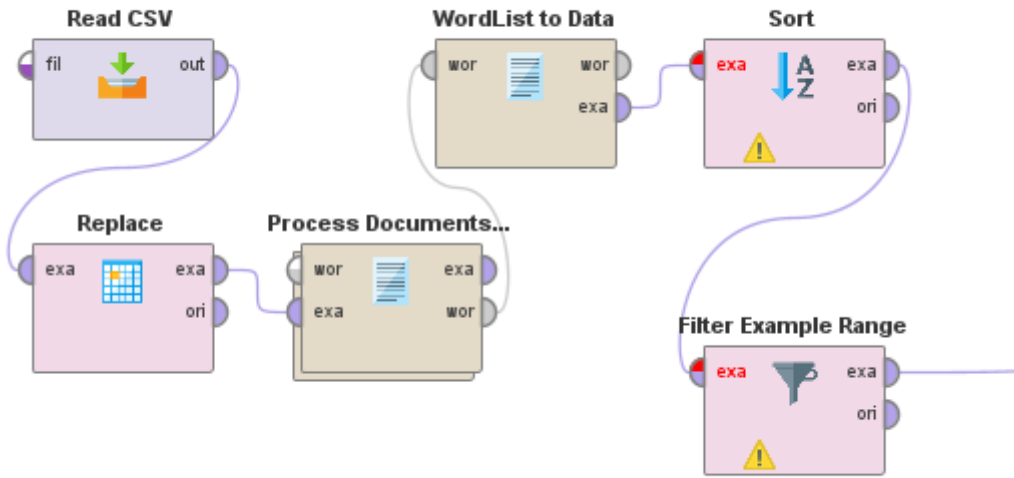 Read CSV
fil out
WordList to Data
wor wor
exa
Sort
exa exa
ori
Replace
exa exa
ori
Process Documents...
wor exa
exa wor
Filter Example Range
exa exa
ori